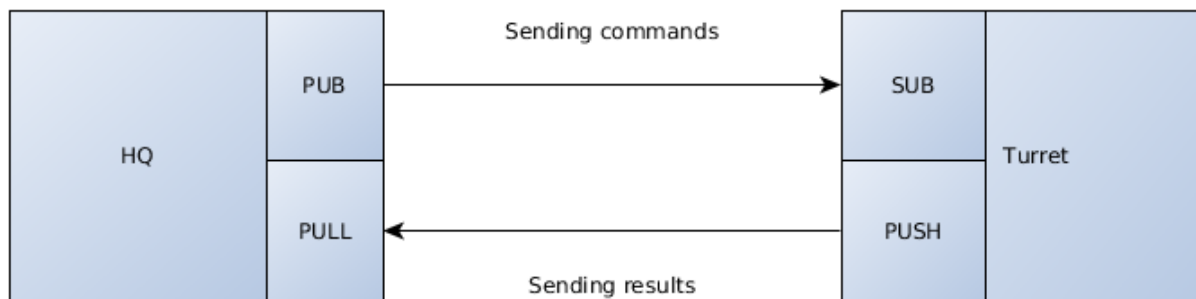 Sending commands
PUB
SUB
HQ
Turret
PULL
PUSH
Sending results